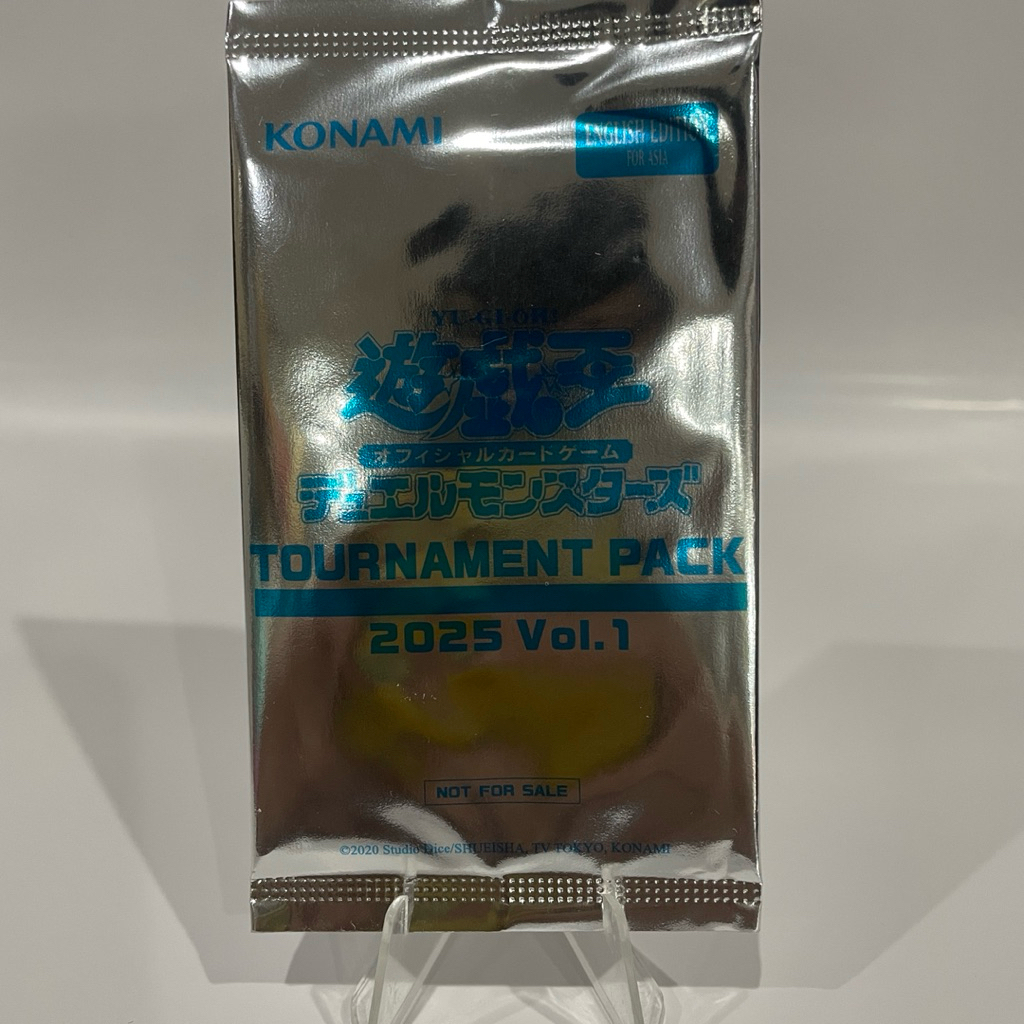 KONAMI
ENGLISH EDITION
FOR ASIA
YU-GI-OH!
遊戯王
オフィシャルカードゲーム
デュエルモンスターズ
TOURNAMENT PACK
2025 Vol.1
NOT FOR SALE
©2020 Studio Dice/SHUEISHA, TV TOKYO, KONAMI